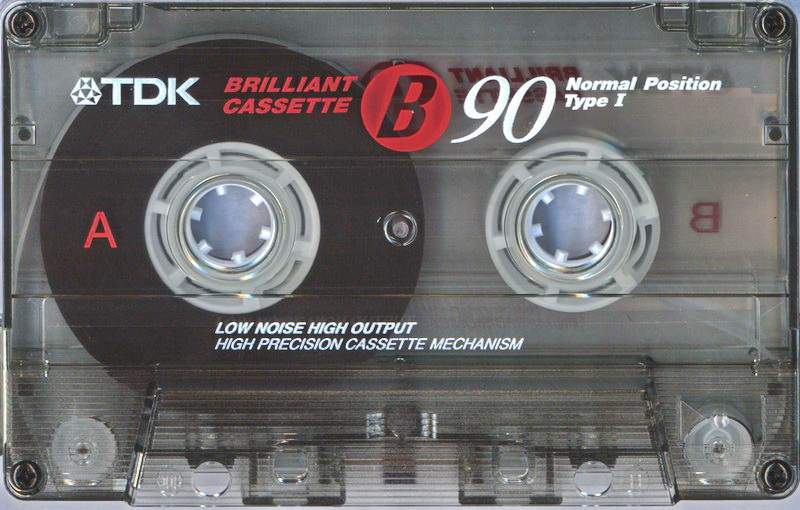 TDK
BRILLIANT
CASSETTE
B
90
Normal Position
Type I
A
B
LOW NOISE HIGH OUTPUT
HIGH PRECISION CASSETTE MECHANISM